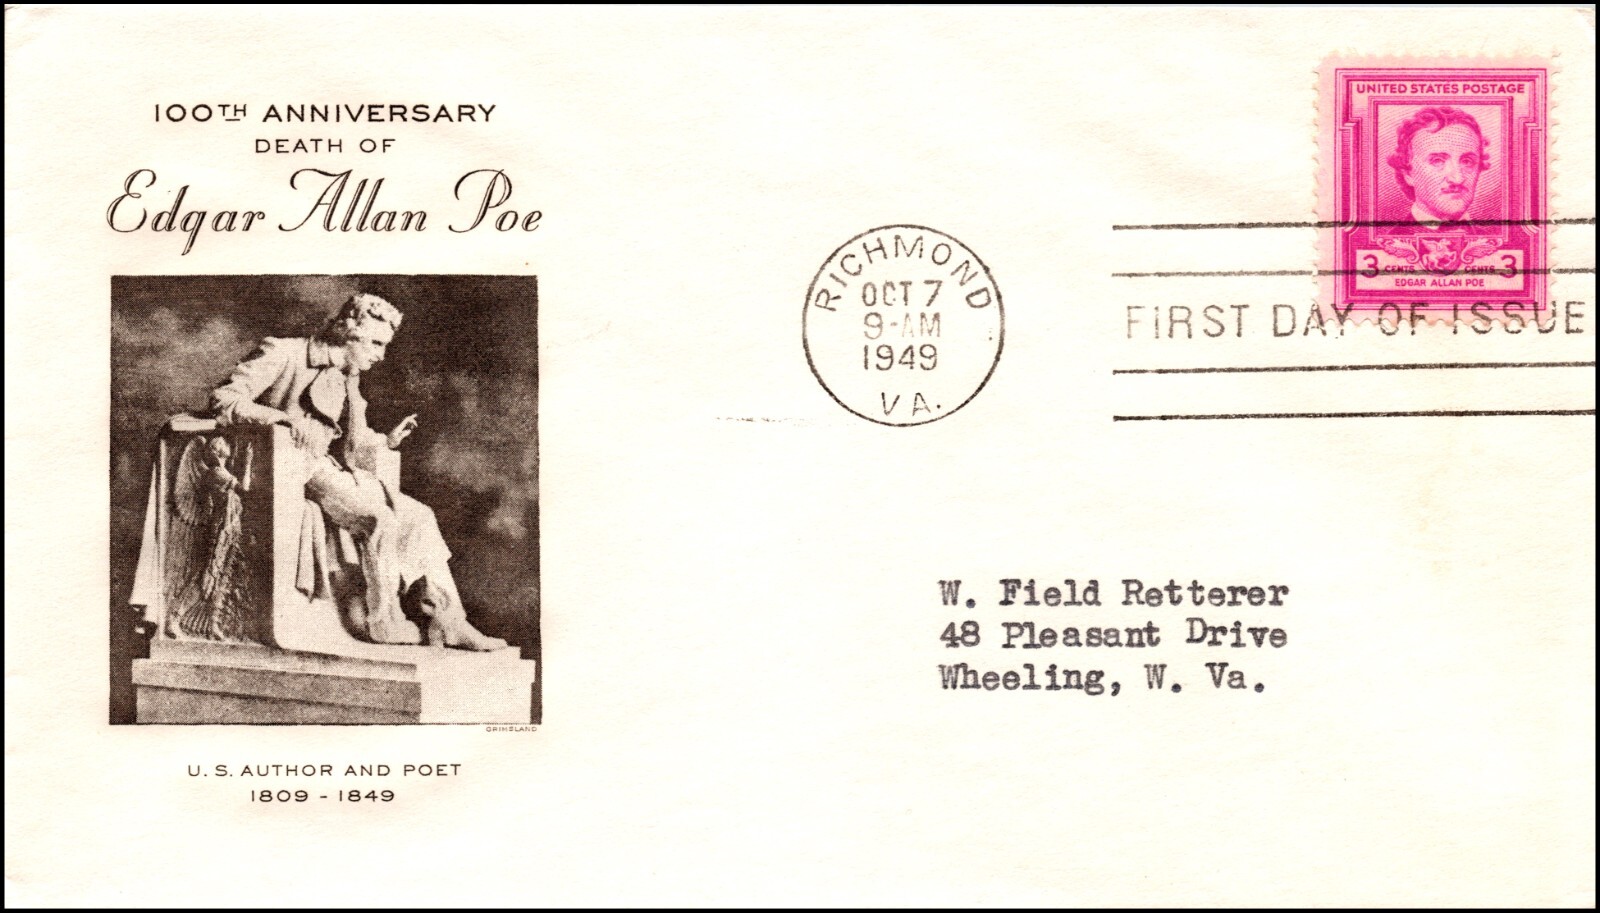 100TH ANNIVERSARY
DEATH OF
Edgar Allan Poe
GRIMSLAND
U. S. AUTHOR AND POET
1809 - 1849
RICHMOND
OCT 7
9-AM
1949
VA.
UNITED STATES POSTAGE
3 CENTS CENTS 3
EDGAR ALLAN POE
FIRST DAY OF ISSUE
W. Field Retterer
48 Pleasant Drive
Wheeling, W. Va.